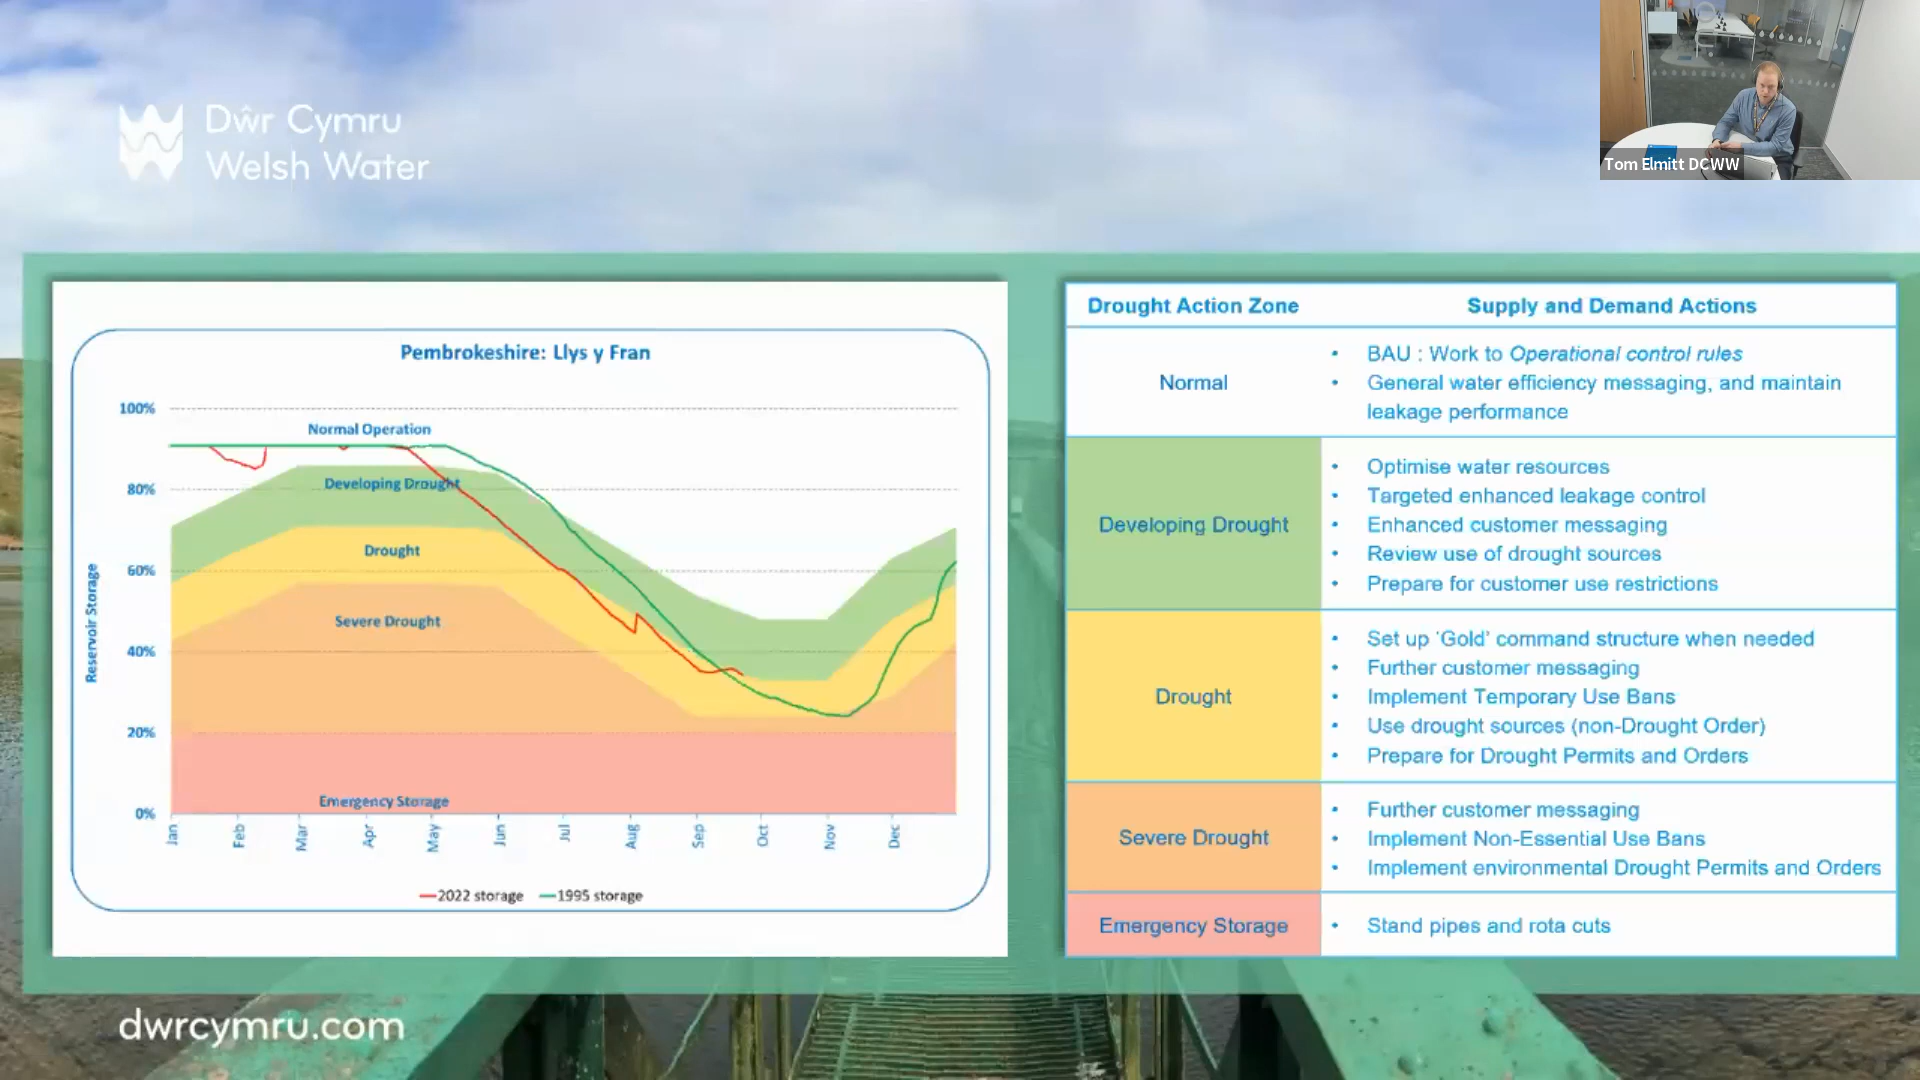 Dŵr Cymru
Welsh Water
Tom Elmitt DCWW
Pembrokeshire: Llys y Fran
100%
80%
60%
40%
20%
0%
Reservoir Storage
Normal Operation
Developing Drought
Drought
Severe Drought
Emergency Storage
Jan
Feb
Mar
Apr
May
Jun
Jul
Aug
Sep
Oct
Nov
Dec
2022 storage
1995 storage
Drought Action Zone
Supply and Demand Actions
Normal
• BAU : Work to Operational control rules
• General water efficiency messaging, and maintain
leakage performance
Developing Drought
• Optimise water resources
• Targeted enhanced leakage control
• Enhanced customer messaging
• Review use of drought sources
• Prepare for customer use restrictions
Drought
• Set up ‘Gold’ command structure when needed
• Further customer messaging
• Implement Temporary Use Bans
• Use drought sources (non-Drought Order)
• Prepare for Drought Permits and Orders
Severe Drought
• Further customer messaging
• Implement Non-Essential Use Bans
• Implement environmental Drought Permits and Orders
Emergency Storage
• Stand pipes and rota cuts
dwrcymru.com